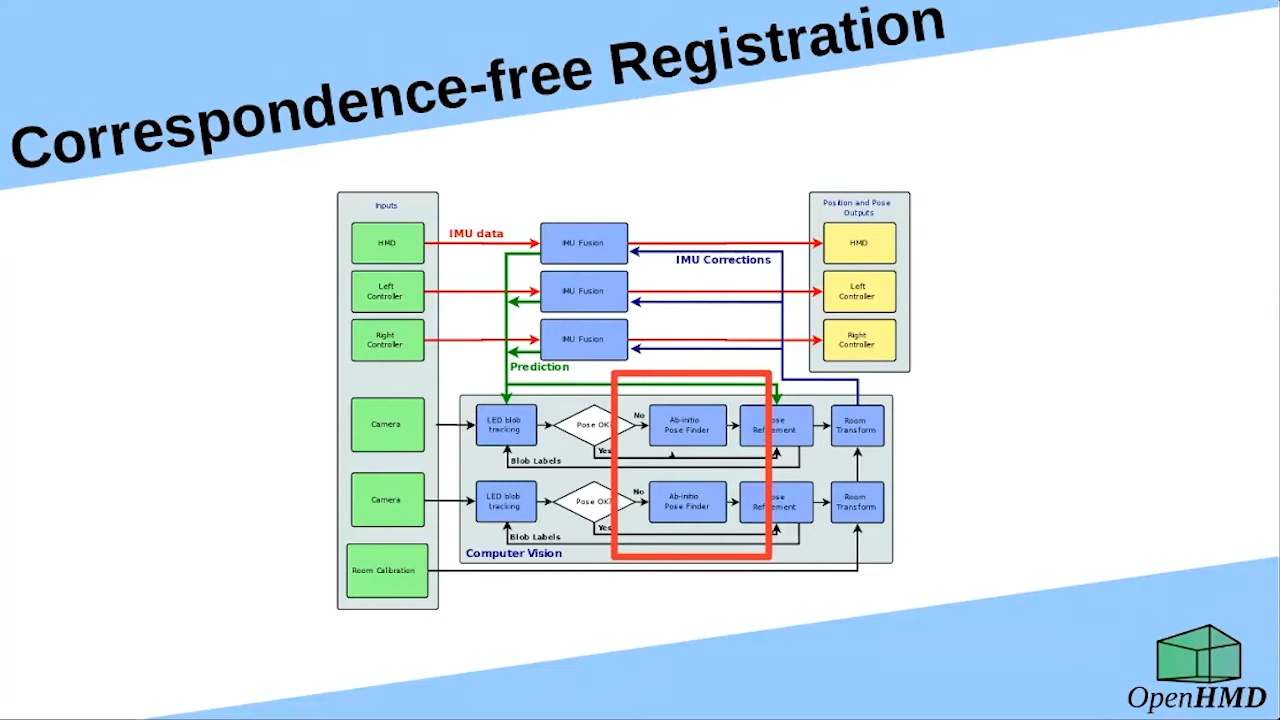 Correspondence-free Registration
Inputs
Position and Pose
Outputs
HMD
IMU data
IMU Fusion
HMD
IMU Corrections
Left
Controller
IMU Fusion
Left
Controller
Right
Controller
IMU Fusion
Right
Controller
Prediction
Camera
LED blob
tracking
Pose OK?
No
Ab-initio
Pose Finder
Pose
Refinement
Room
Transform
Yes
Blob Labels
Camera
LED blob
tracking
Pose OK?
No
Ab-initio
Pose Finder
Pose
Refinement
Room
Transform
Yes
Blob Labels
Computer Vision
Room Calibration
OpenHMD